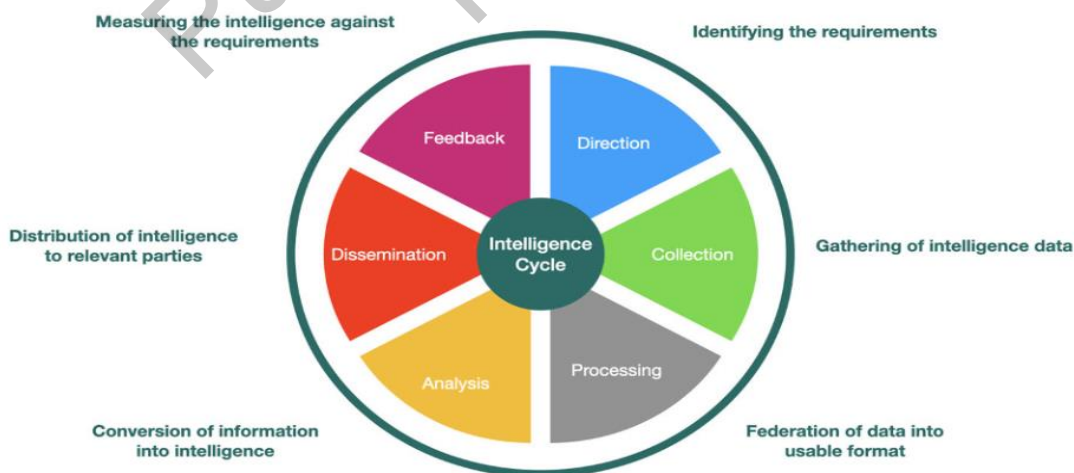 Measuring the intelligence against
the requirements
Identifying the requirements
Feedback
Direction
Distribution of intelligence
to relevant parties
Dissemination
Intelligence
Cycle
Collection
Gathering of intelligence data
Analysis
Processing
Conversion of information
into intelligence
Federation of data into
usable format